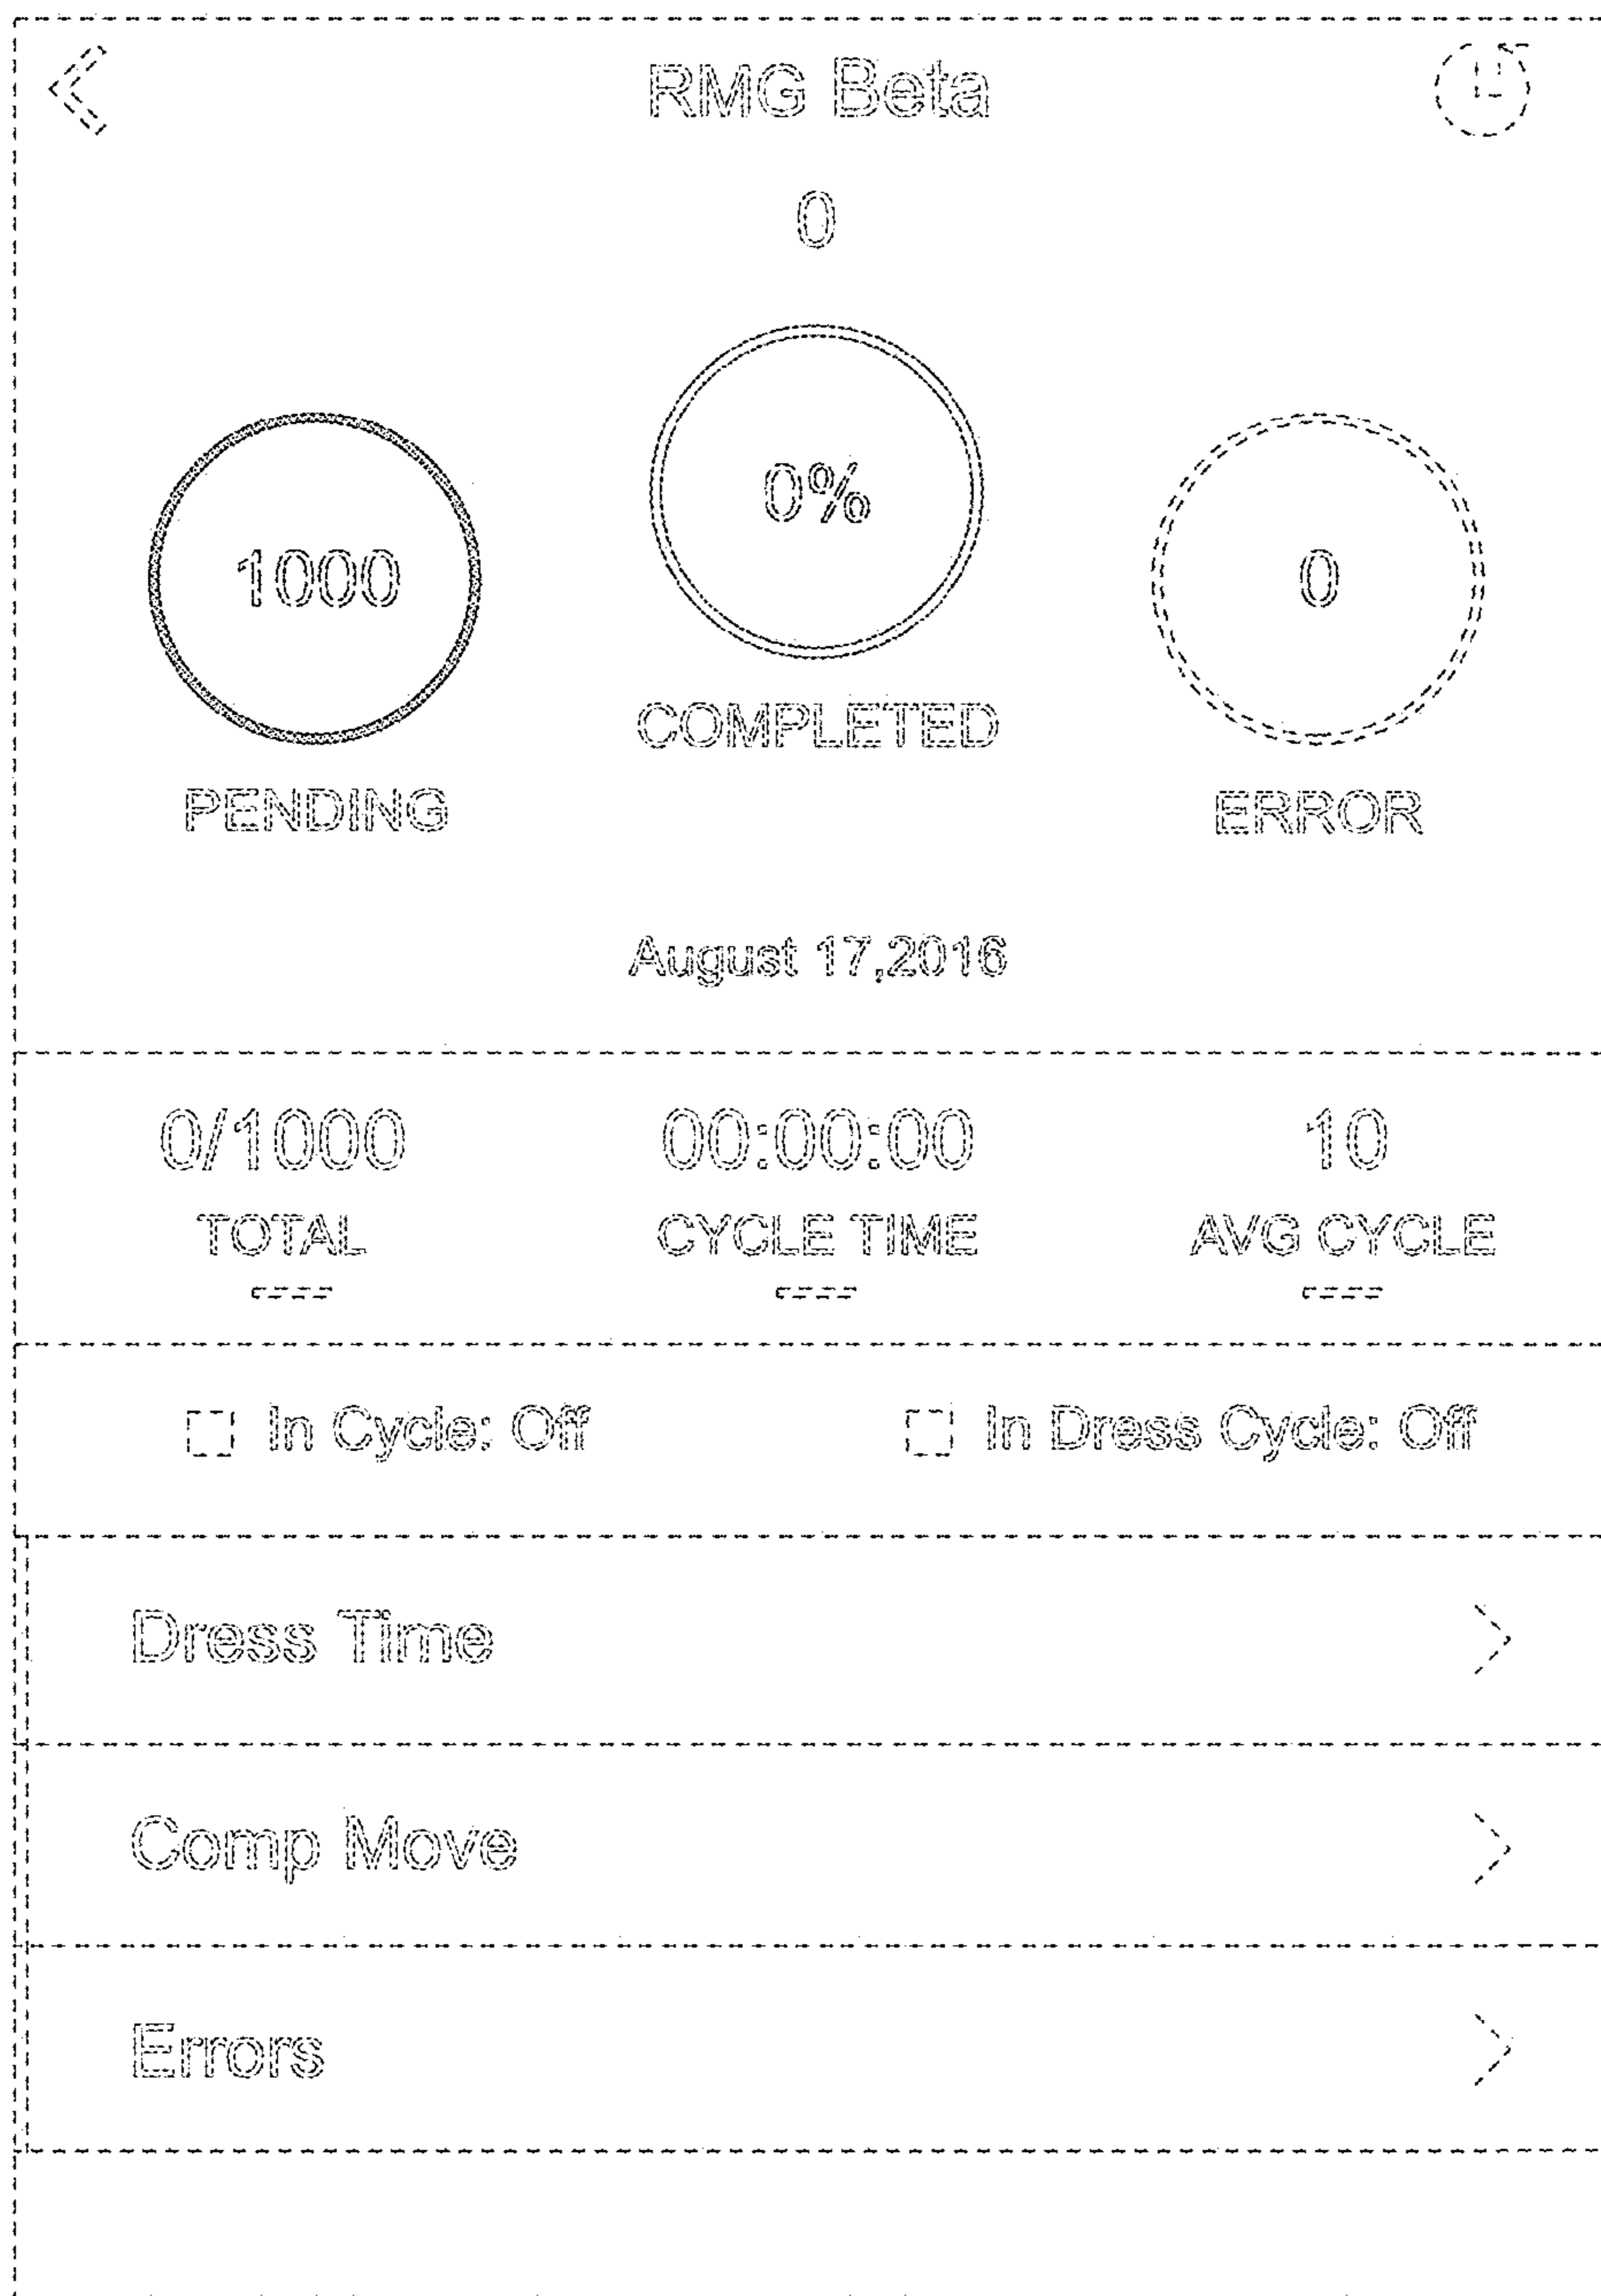 RMG Beta
0
0%
1000
0
COMPLETED
PENDING
ERROR
August 17,2016
0/1000
00:00:00
10
TOTAL
CYCLE TIME
AVG CYCLE
In Cycle: Off
In Dress Cycle: Off
Dress Time
Comp Move
Errors